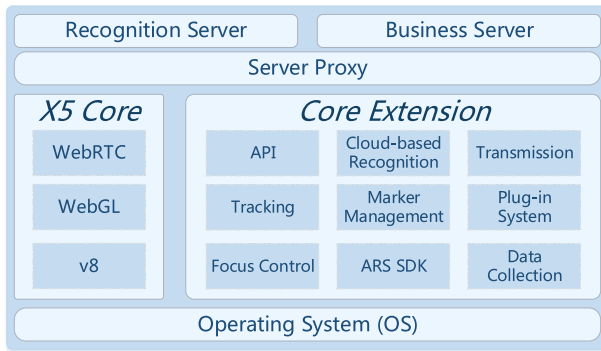 Recognition Server
Business Server
Server Proxy
X5 Core
WebRTC
WebGL
v8
Core Extension
API
Cloud-based
Recognition
Transmission
Tracking
Marker
Management
Plug-in
System
Focus Control
ARS SDK
Data
Collection
Operating System (OS)